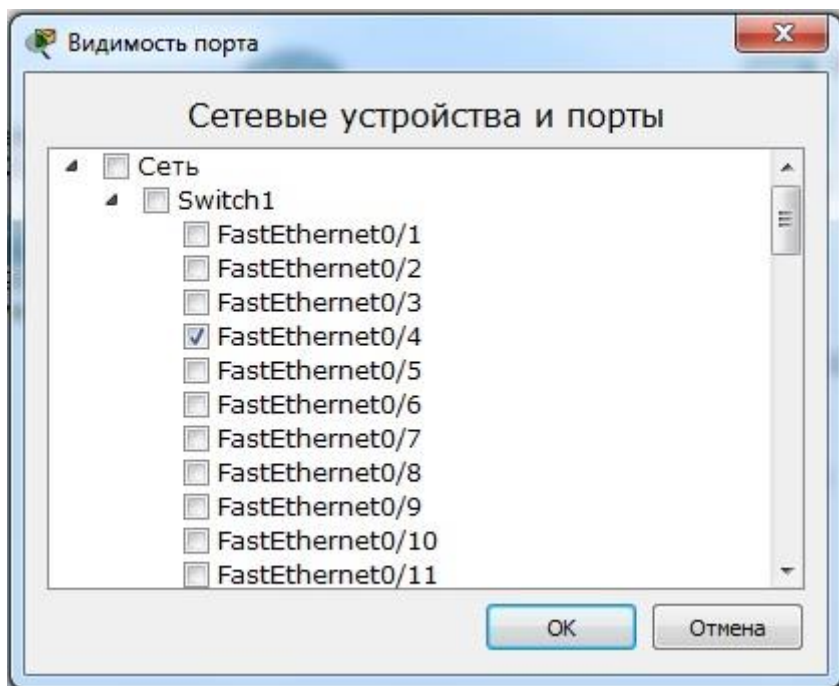 Видимость порта
Сетевые устройства и порты
Сеть
Switch1
FastEthernet0/1
FastEthernet0/2
FastEthernet0/3
FastEthernet0/4
FastEthernet0/5
FastEthernet0/6
FastEthernet0/7
FastEthernet0/8
FastEthernet0/9
FastEthernet0/10
FastEthernet0/11
OK Отмена